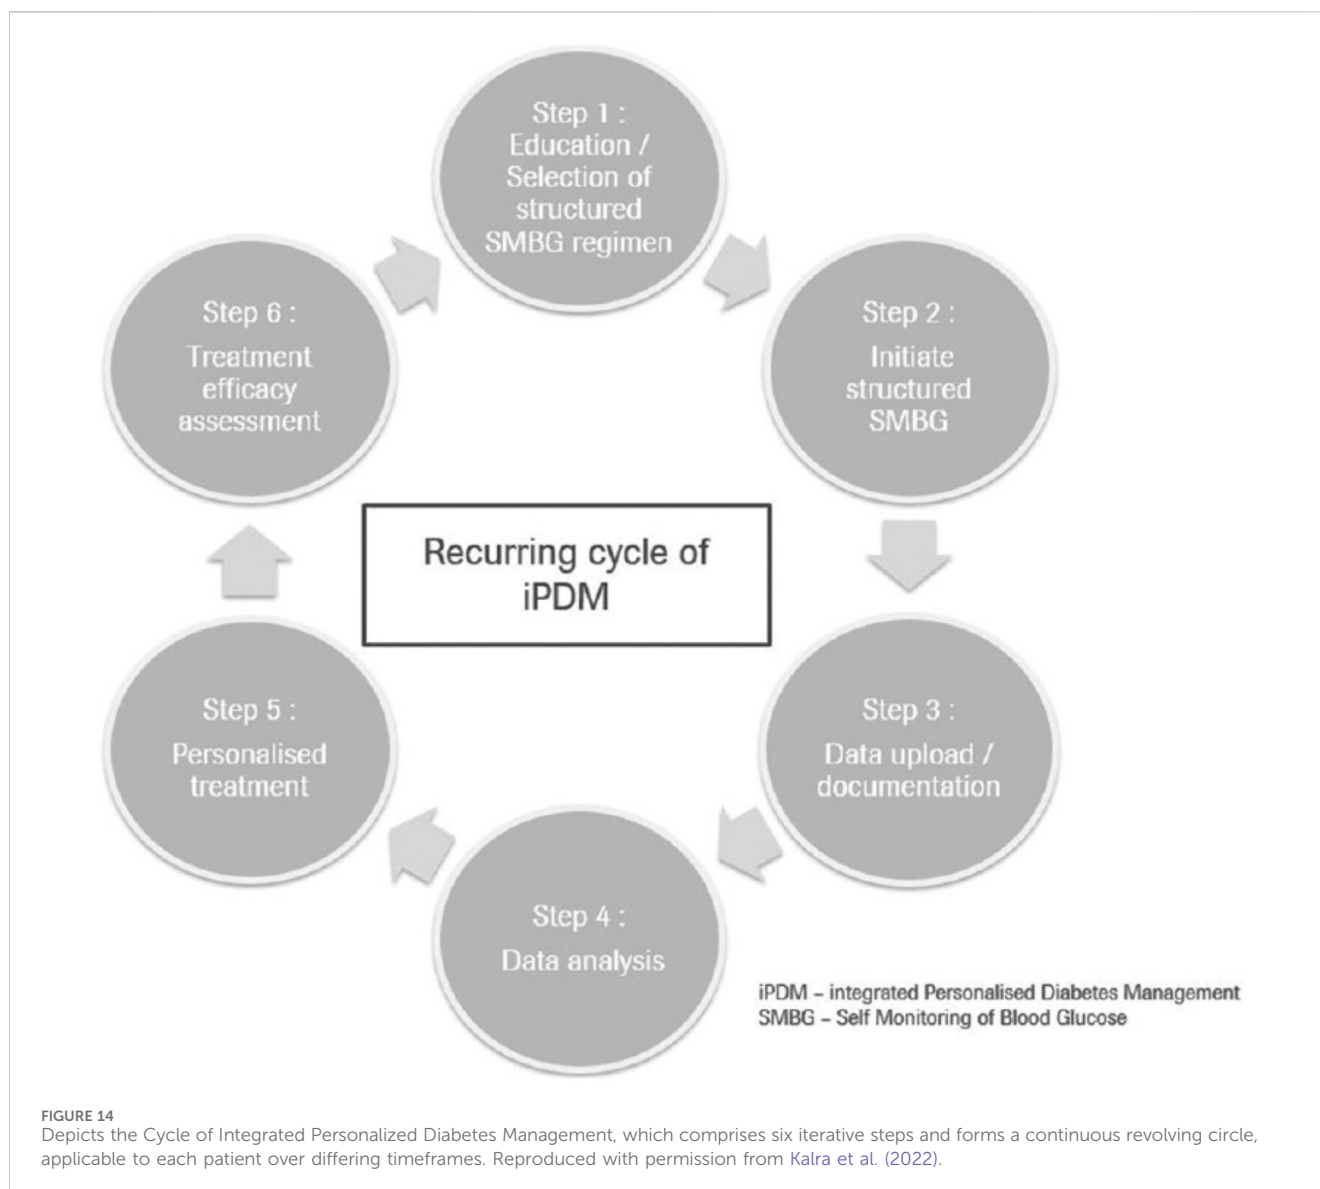 Step 1 :
Education /
Selection of
structured
SMBG regimen
Step 2 :
Initiate
structured
SMBG
Step 3 :
Data upload /
documentation
Step 4 :
Data analysis
Step 5 :
Personalised
treatment
Step 6 :
Treatment
efficacy
assessment
Recurring cycle of
iPDM
iPDM – integrated Personalised Diabetes Management
SMBG – Self Monitoring of Blood Glucose
FIGURE 14
Depicts the Cycle of Integrated Personalized Diabetes Management, which comprises six iterative steps and forms a continuous revolving circle,
applicable to each patient over differing timeframes. Reproduced with permission from Kalra et al. (2022).